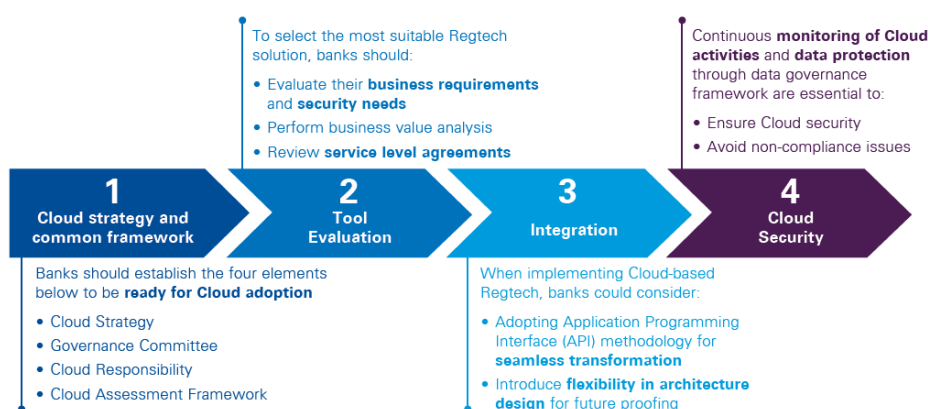 To select the most suitable Regtech
solution, banks should:
• Evaluate their business requirements
and security needs
• Perform business value analysis
• Review service level agreements
Continuous monitoring of Cloud
activities and data protection
through data governance
framework are essential to:
• Ensure Cloud security
• Avoid non-compliance issues
1
Cloud strategy and
common framework
2
Tool
Evaluation
3
Integration
4
Cloud
Security
Banks should establish the four elements
below to be ready for Cloud adoption
• Cloud Strategy
• Governance Committee
• Cloud Responsibility
• Cloud Assessment Framework
When implementing Cloud-based
Regtech, banks could consider:
• Adopting Application Programming
Interface (API) methodology for
seamless transformation
• Introduce flexibility in architecture
design for future proofing